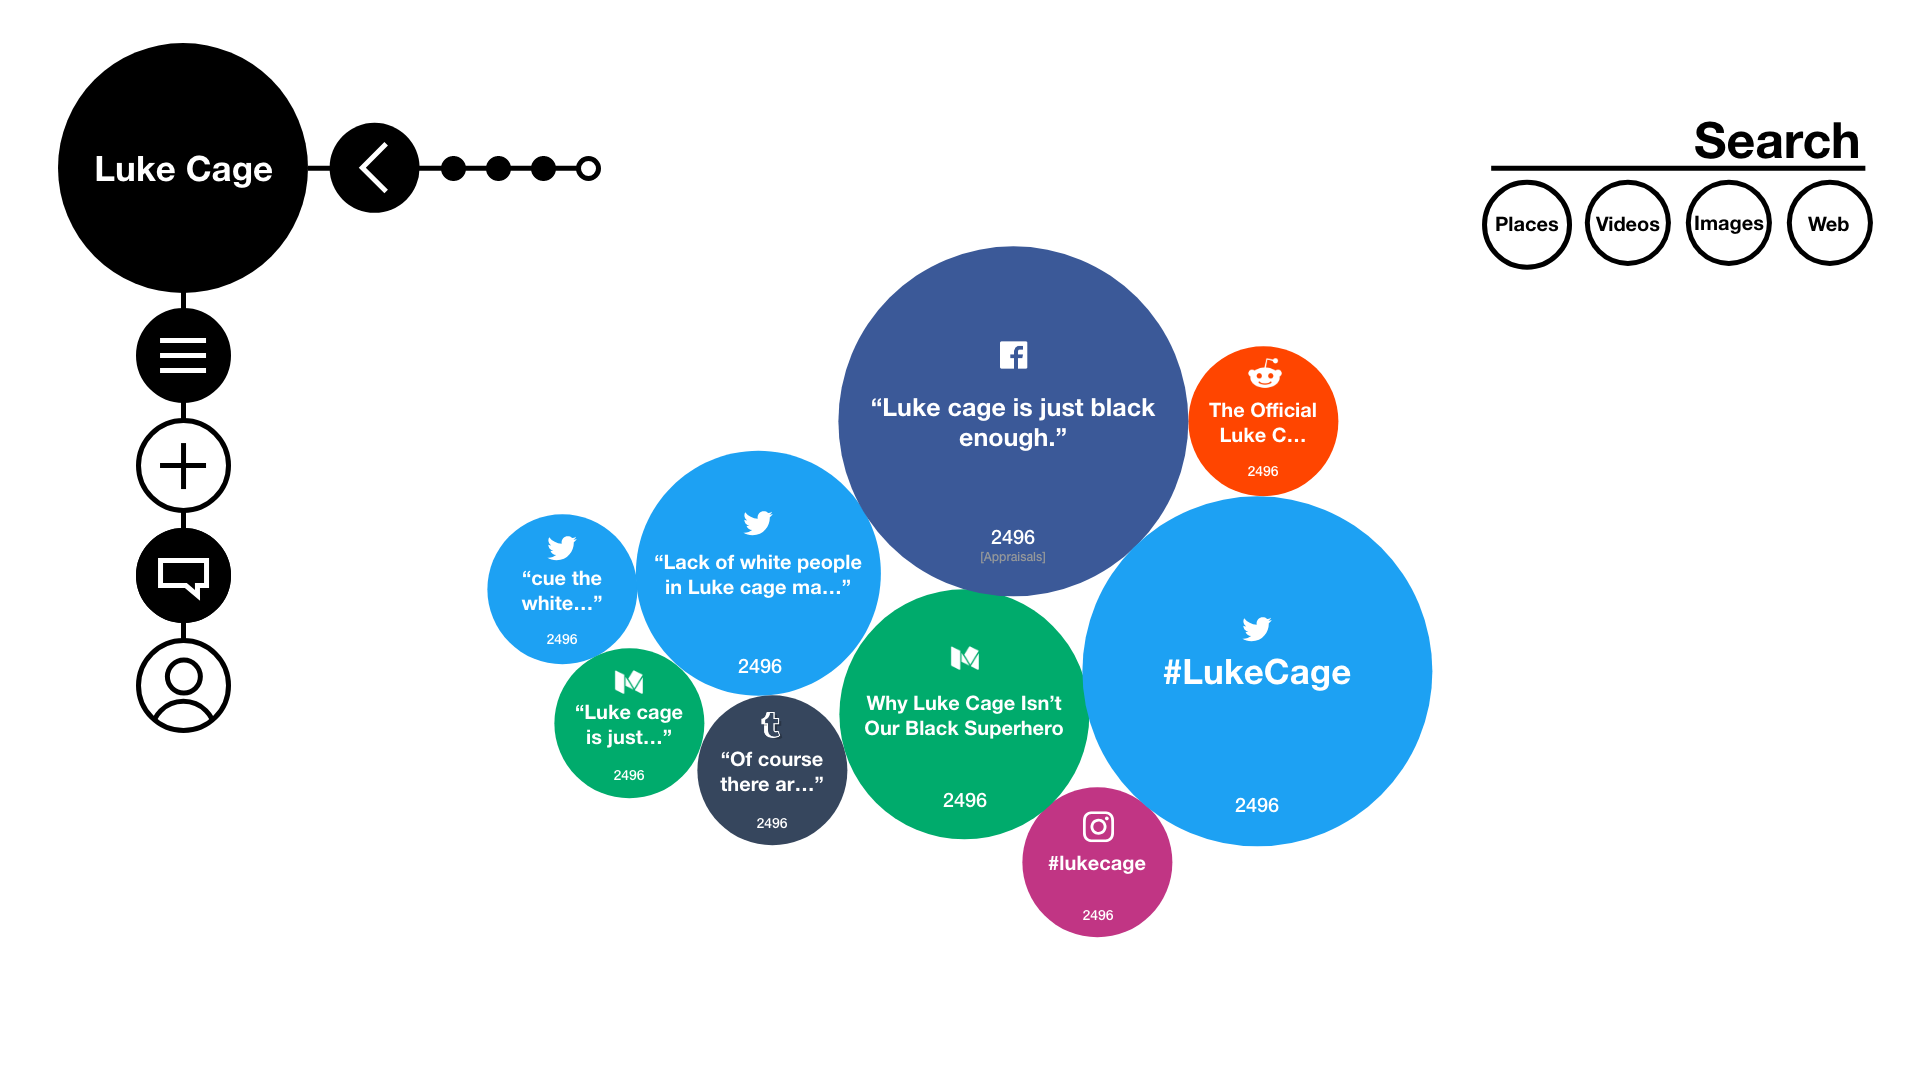 Luke Cage
Search
Places
Videos
Images
Web
“Luke cage is just black
enough.”
2496
[Appraisals]
The Official
Luke C...
2496
“Lack of white people
in Luke cage ma...”
2496
“cue the
white...”
2496
#LukeCage
2496
“Luke cage
is just...”
2496
“Of course
there ar...”
2496
Why Luke Cage Isn’t
Our Black Superhero
2496
#lukecage
2496